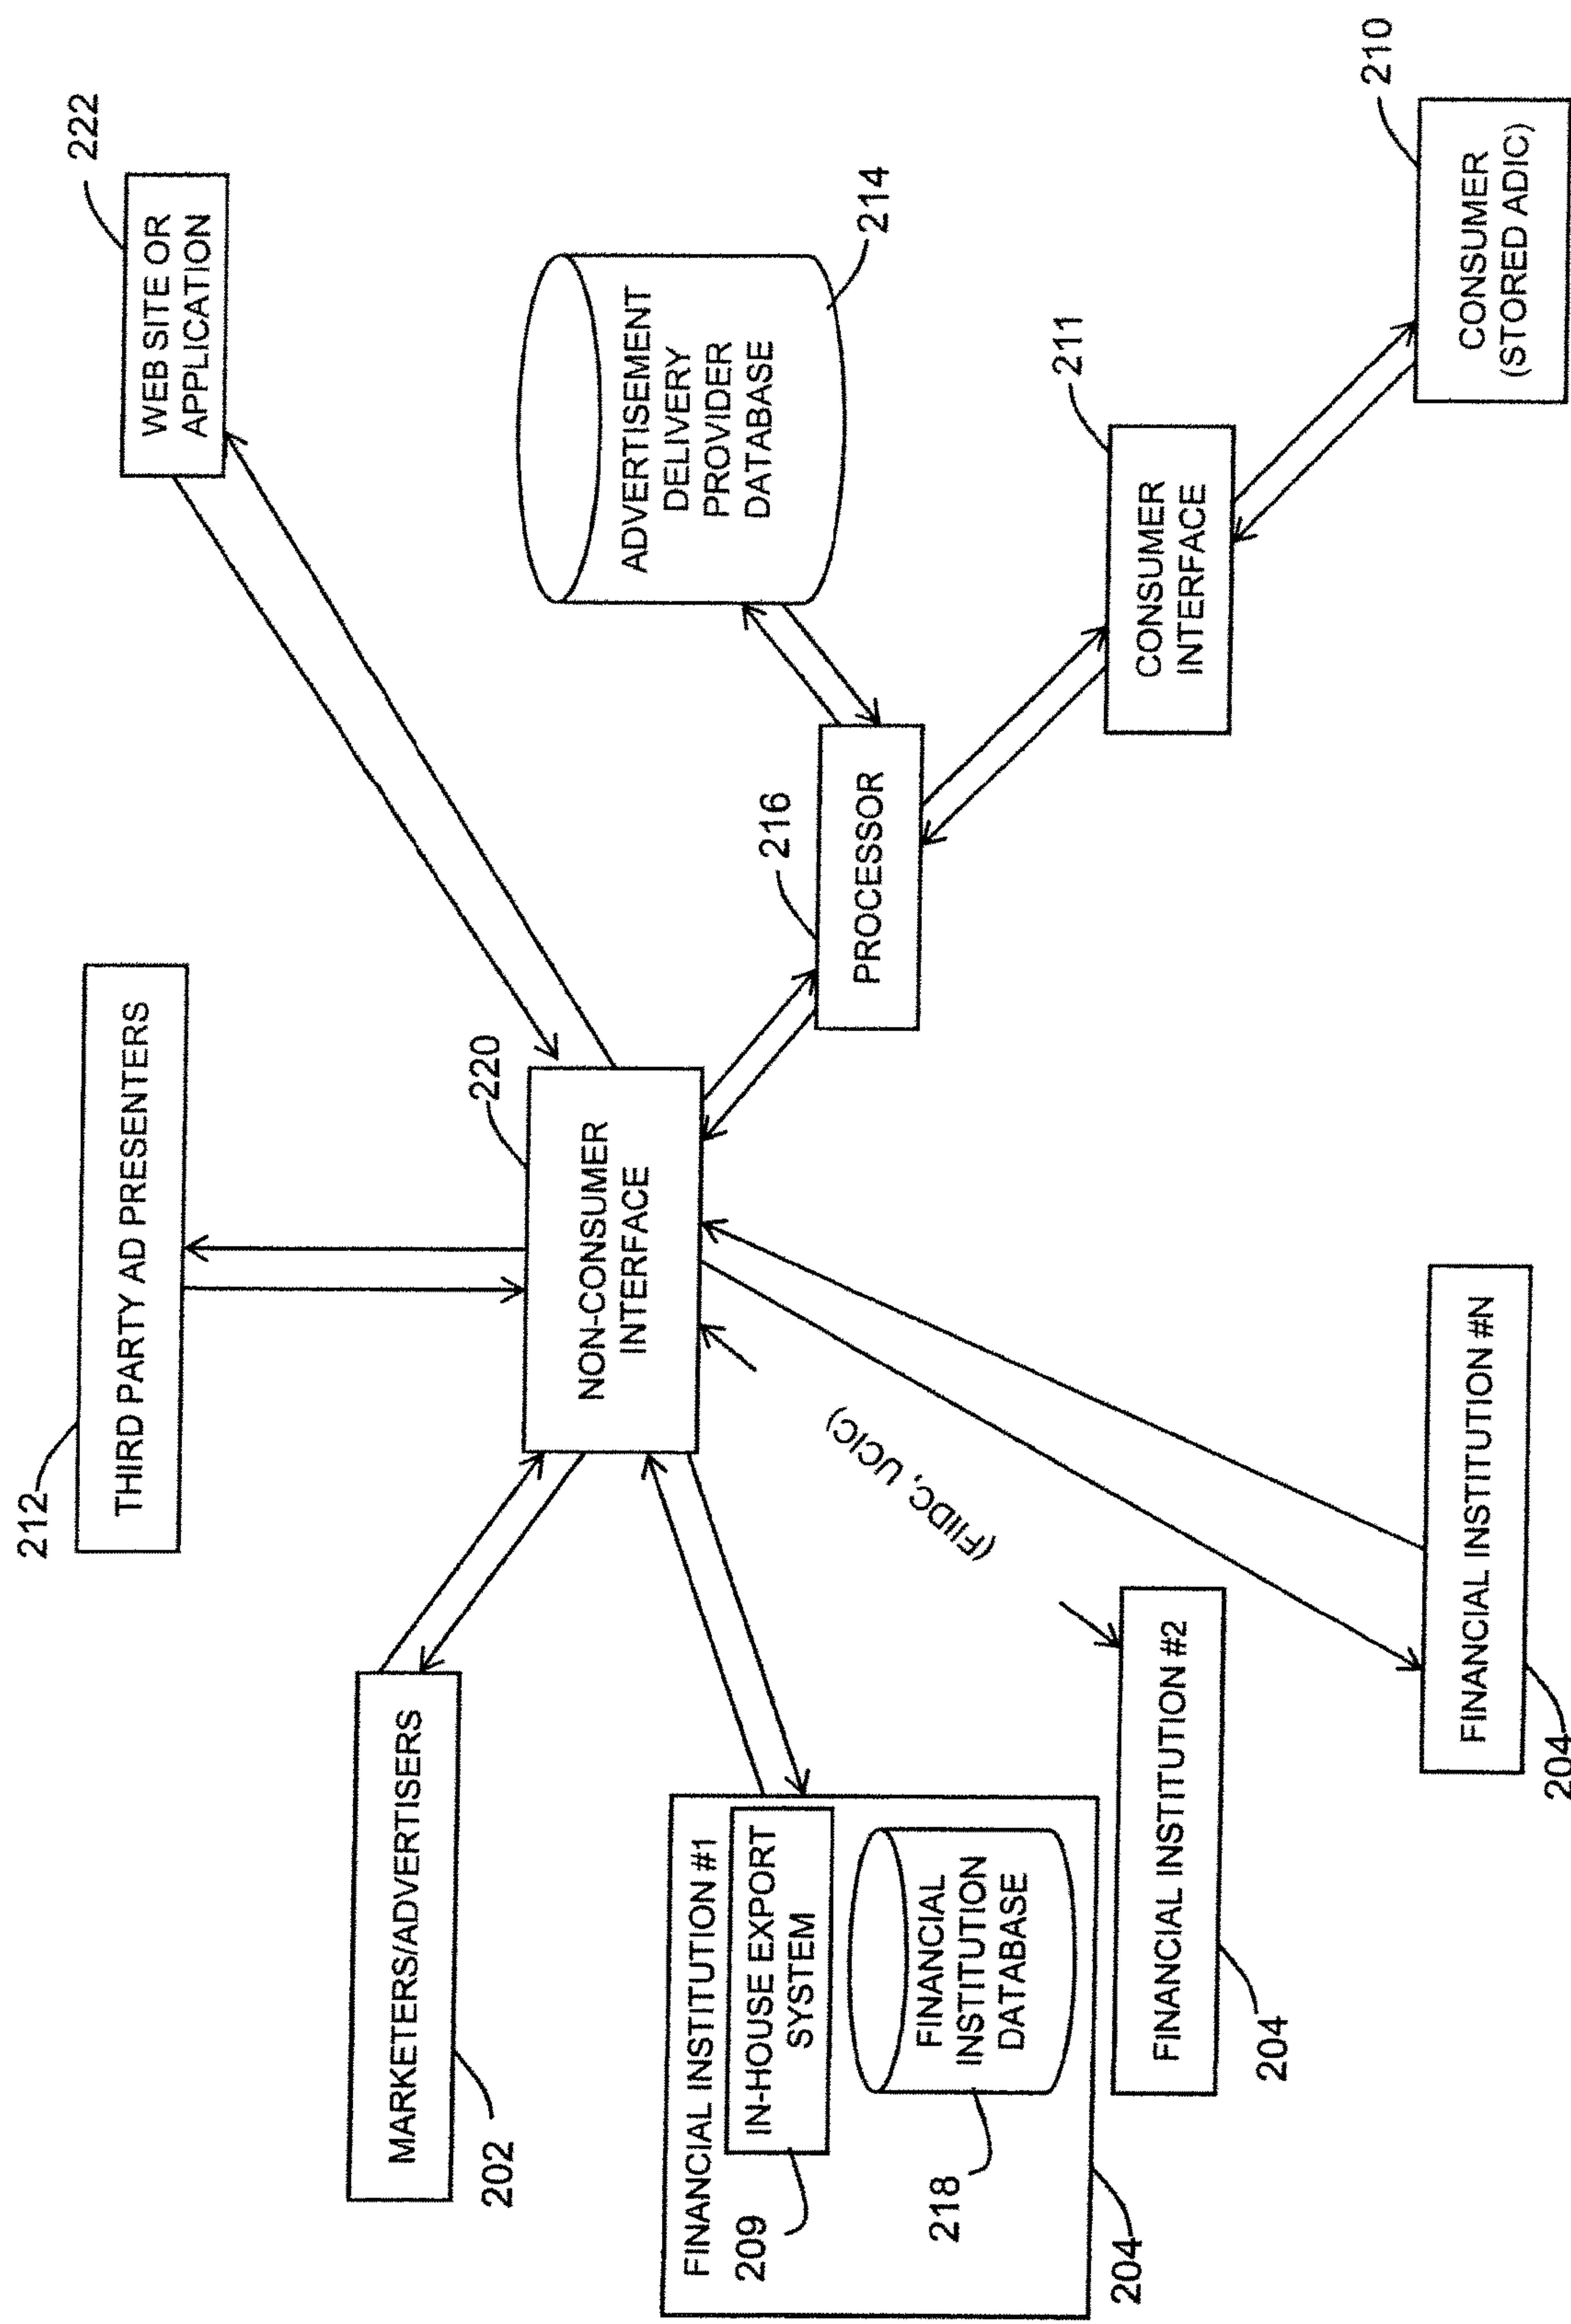 212
THIRD PARTY AD PRESENTERS
222
WEB SITE OR
APPLICATION
202
MARKETERS/ADVERTISERS
220
NON-CONSUMER
INTERFACE
ADVERTISEMENT
DELIVERY
PROVIDER
DATABASE
214
FINANCIAL INSTITUTION #1
209
IN-HOUSE EXPORT
SYSTEM
218
FINANCIAL
INSTITUTION
DATABASE
204
(FIIDC, UCIC)
216
PROCESSOR
211
CONSUMER
INTERFACE
FINANCIAL INSTITUTION #2
204
FINANCIAL INSTITUTION #N
204
210
CONSUMER
(STORED ADIC)